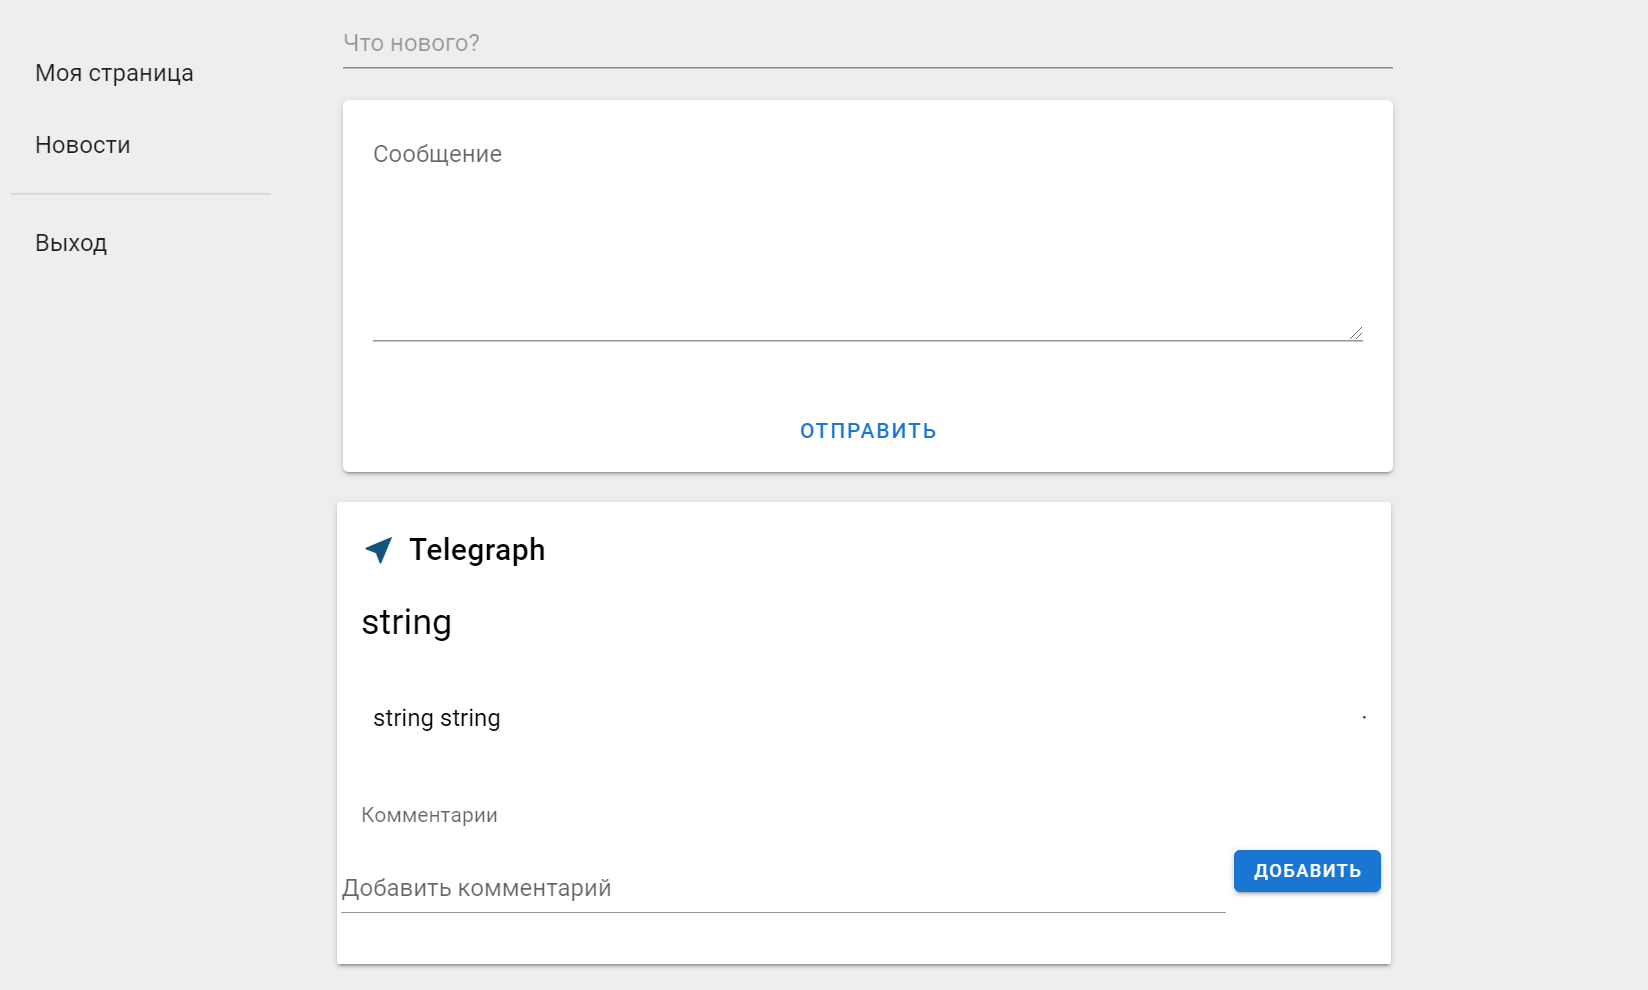 Моя страница
Новости
Выход
Что нового?
Сообщение
ОТПРАВИТЬ
Telegraph
string
string string
Комментарии
Добавить комментарий
ДОБАВИТЬ